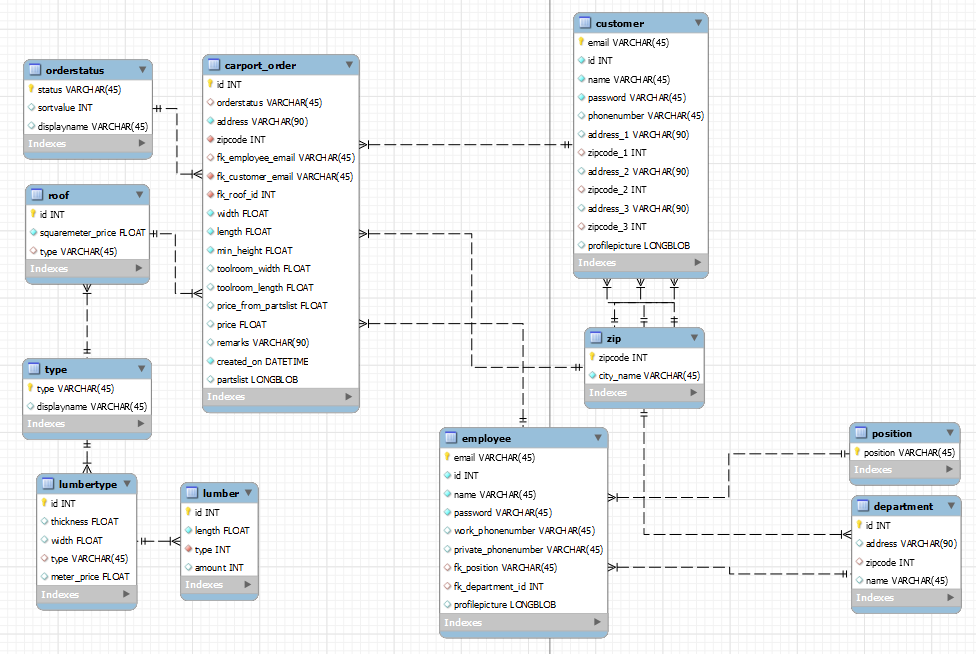 orderstatus
status VARCHAR(45)
sortvalue INT
displayname VARCHAR(45)
Indexes
roof
id INT
squaremeter_price FLOAT
type VARCHAR(45)
Indexes
type
type VARCHAR(45)
displayname VARCHAR(45)
Indexes
lumbertype
id INT
thickness FLOAT
width FLOAT
type VARCHAR(45)
meter_price FLOAT
Indexes
lumber
id INT
length FLOAT
type INT
amount INT
Indexes
carport_order
id INT
orderstatus VARCHAR(45)
address VARCHAR(90)
zipcode INT
fk_employee_email VARCHAR(45)
fk_customer_email VARCHAR(45)
fk_roof_id INT
width FLOAT
length FLOAT
min_height FLOAT
toolroom_width FLOAT
toolroom_length FLOAT
price_from_partslist FLOAT
price FLOAT
remarks VARCHAR(90)
created_on DATETIME
partslist LONGBLOB
Indexes
customer
email VARCHAR(45)
id INT
name VARCHAR(45)
password VARCHAR(45)
phonenumber VARCHAR(45)
address_1 VARCHAR(90)
zipcode_1 INT
address_2 VARCHAR(90)
zipcode_2 INT
address_3 VARCHAR(90)
zipcode_3 INT
profilepicture LONGBLOB
Indexes
zip
zipcode INT
city_name VARCHAR(45)
Indexes
employee
email VARCHAR(45)
id INT
name VARCHAR(45)
password VARCHAR(45)
work_phonenumber VARCHAR(45)
private_phonenumber VARCHAR(45)
fk_position VARCHAR(45)
fk_department_id INT
profilepicture LONGBLOB
Indexes
position
position VARCHAR(45)
Indexes
department
id INT
address VARCHAR(90)
zipcode INT
name VARCHAR(45)
Indexes